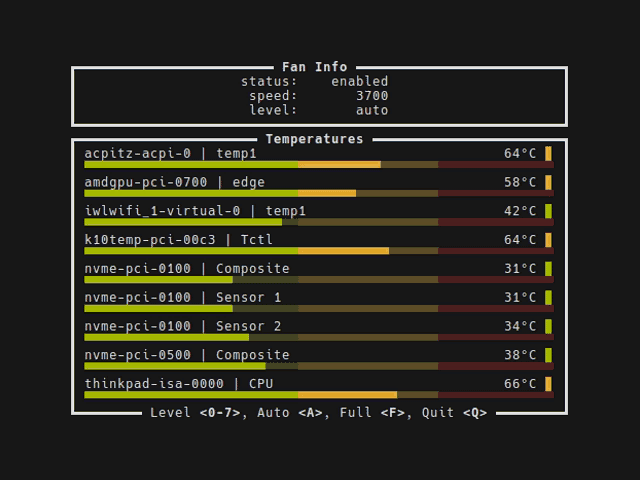 Fan Info
status: enabled
speed: 3700
level: auto
Temperatures
acpitz-acpi-0 | temp1 64°C
amdgpu-pci-0700 | edge 58°C
iwlwifi_1-virtual-0 | temp1 42°C
k10temp-pci-00c3 | Tctl 64°C
nvme-pci-0100 | Composite 31°C
nvme-pci-0100 | Sensor 1 31°C
nvme-pci-0100 | Sensor 2 34°C
nvme-pci-0500 | Composite 38°C
thinkpad-isa-0000 | CPU 66°C
Level <0-7>, Auto <A>, Full <F>, Quit <Q>